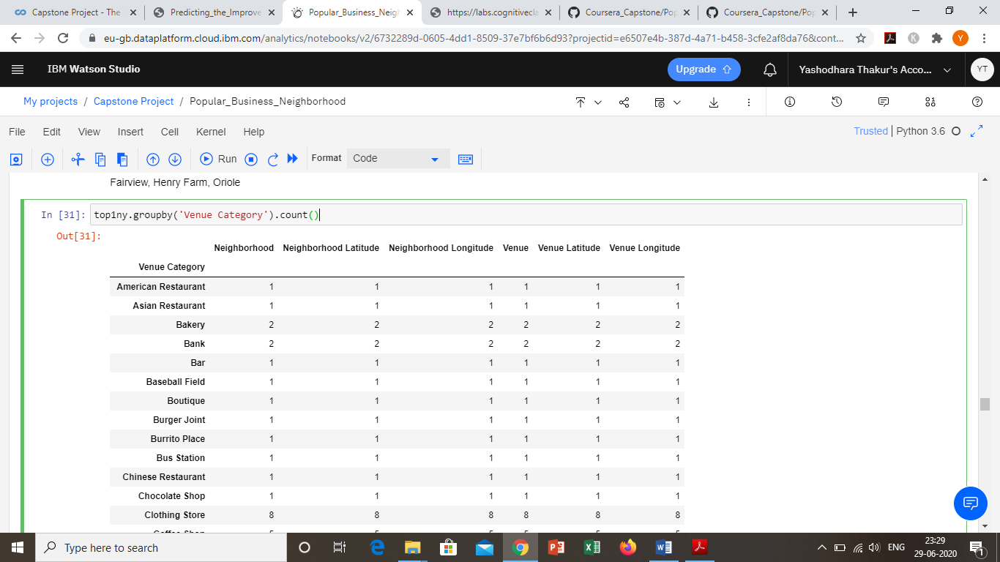 Capstone Project - The
Predicting_the_Improve
Popular_Business_Neigh
https://labs.cognitivecla
Coursera_Capstone/Pop
Coursera_Capstone/Pop
eu-gb.dataplatform.cloud.ibm.com/analytics/notebooks/v2/6732289d-0605-4dd1-8509-37e7bf6b6d93?projectid=e6507e4b-387d-4a71-b458-3cfe2af8da76&cont...
K
Y
IBM Watson Studio
Upgrade
Yashodhara Thakur's Acco...
YT
My projects / Capstone Project / Popular_Business_Neighborhood
File Edit View Insert Cell Kernel Help
Trusted | Python 3.6
Run
Format
Code
Fairview, Henry Farm, Oriole
In [31]: top1ny.groupby('Venue Category').count()
Out[31]:
Neighborhood Neighborhood Latitude Neighborhood Longitude Venue Venue Latitude Venue Longitude
Venue Category
American Restaurant 1 1 1 1 1 1
Asian Restaurant 1 1 1 1 1 1
Bakery 2 2 2 2 2 2
Bank 2 2 2 2 2 2
Bar 1 1 1 1 1 1
Baseball Field 1 1 1 1 1 1
Boutique 1 1 1 1 1 1
Burger Joint 1 1 1 1 1 1
Burrito Place 1 1 1 1 1 1
Bus Station 1 1 1 1 1 1
Chinese Restaurant 1 1 1 1 1 1
Chocolate Shop 1 1 1 1 1 1
Clothing Store 8 8 8 8 8 8
Type here to search
ENG
23:29
29-06-2020
1